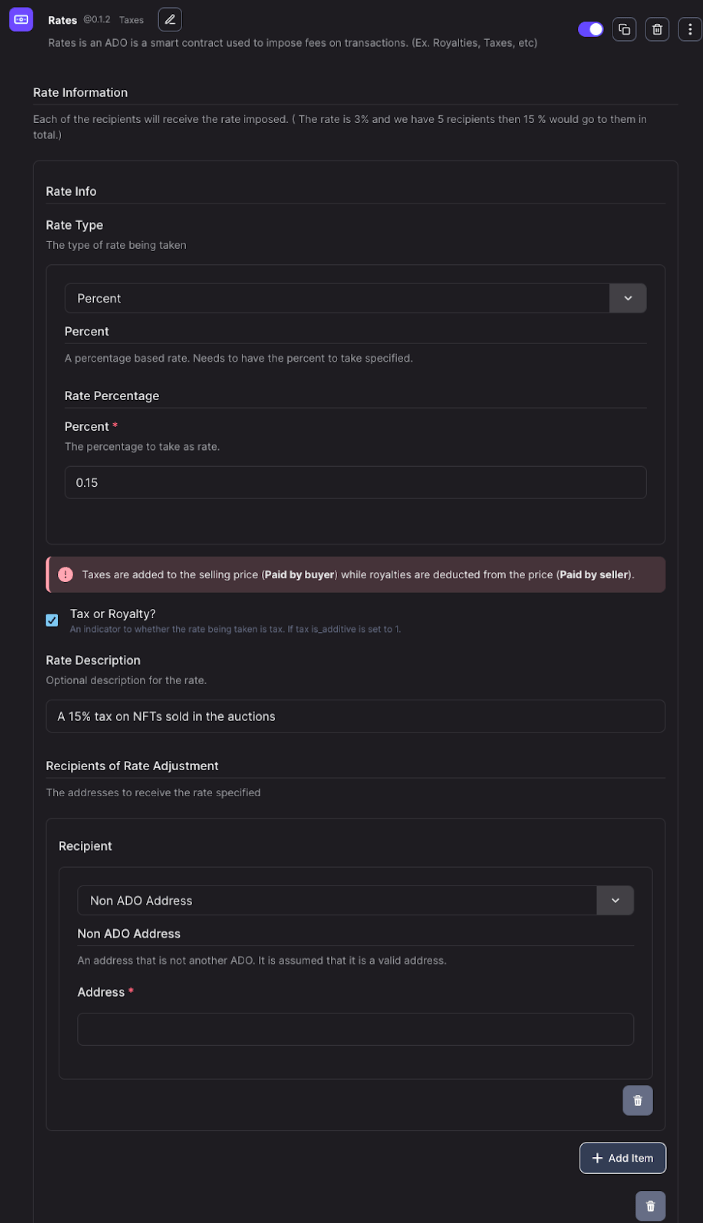 Rates @0.1.2 Taxes
Rates is an ADO is a smart contract used to impose fees on transactions. (Ex. Royalties, Taxes, etc)
Rate Information
Each of the recipients will receive the rate imposed. ( The rate is 3% and we have 5 recipients then 15 % would go to them in
total.)
Rate Info
Rate Type
The type of rate being taken
Percent
Percent
A percentage based rate. Needs to have the percent to take specified.
Rate Percentage
Percent *
The percentage to take as rate.
0.15
Taxes are added to the selling price (Paid by buyer) while royalties are deducted from the price (Paid by seller).
Tax or Royalty?
An indicator to whether the rate being taken is tax. If tax is_additive is set to 1.
Rate Description
Optional description for the rate.
A 15% tax on NFTs sold in the auctions
Recipients of Rate Adjustment
The addresses to receive the rate specified
Recipient
Non ADO Address
Non ADO Address
An address that is not another ADO. It is assumed that it is a valid address.
Address *
+ Add Item